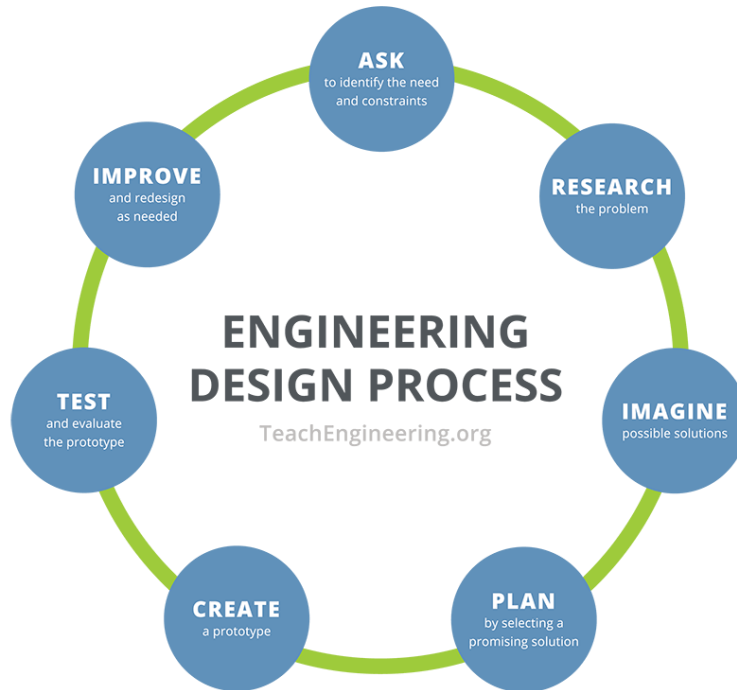 ASK
to identify the need
and constraints
RESEARCH
the problem
IMAGINE
possible solutions
PLAN
by selecting a
promising solution
CREATE
a prototype
TEST
and evaluate
the prototype
IMPROVE
and redesign
as needed
ENGINEERING
DESIGN PROCESS
TeachEngineering.org